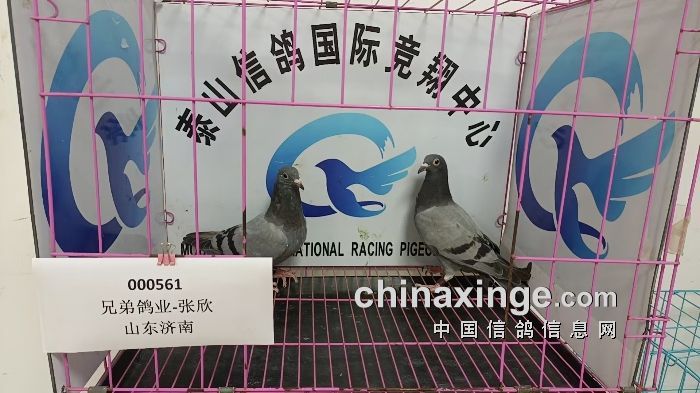 泰山信鸽国际竞翔中心
MO
NATIONAL RACING PIGEO
000561
兄弟鸽业-张欣
山东济南
chinaxinge.com
中国信鸽信息网